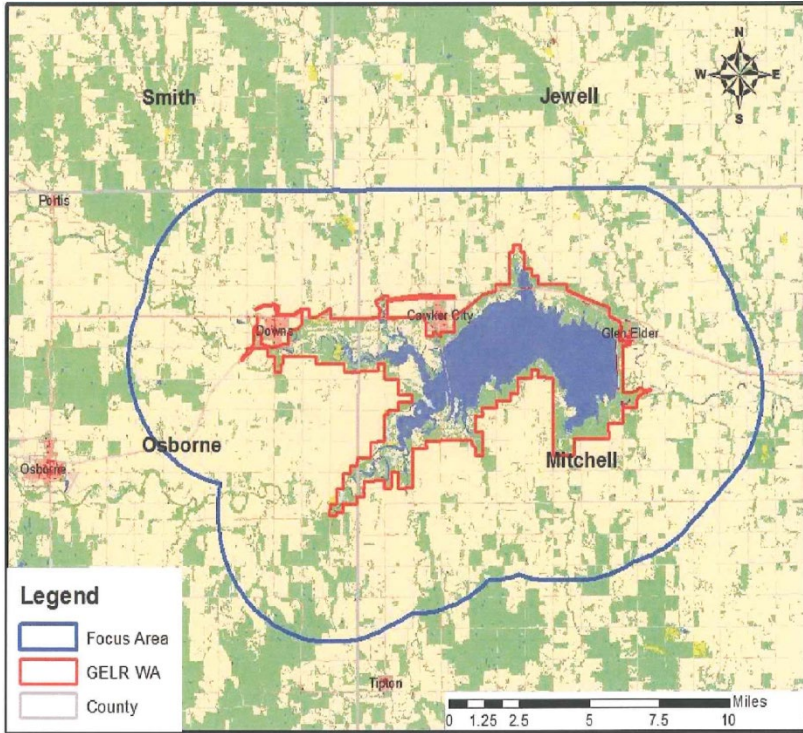 N
W E
S
Smith
Jewell
Portis
Downs
Cawker City
Glen Elder
Osborne
Osborne
Mitchell
Legend
Focus Area
GELR WA
County
Tipton
Miles
0 1.25 2.5 5 7.5 10